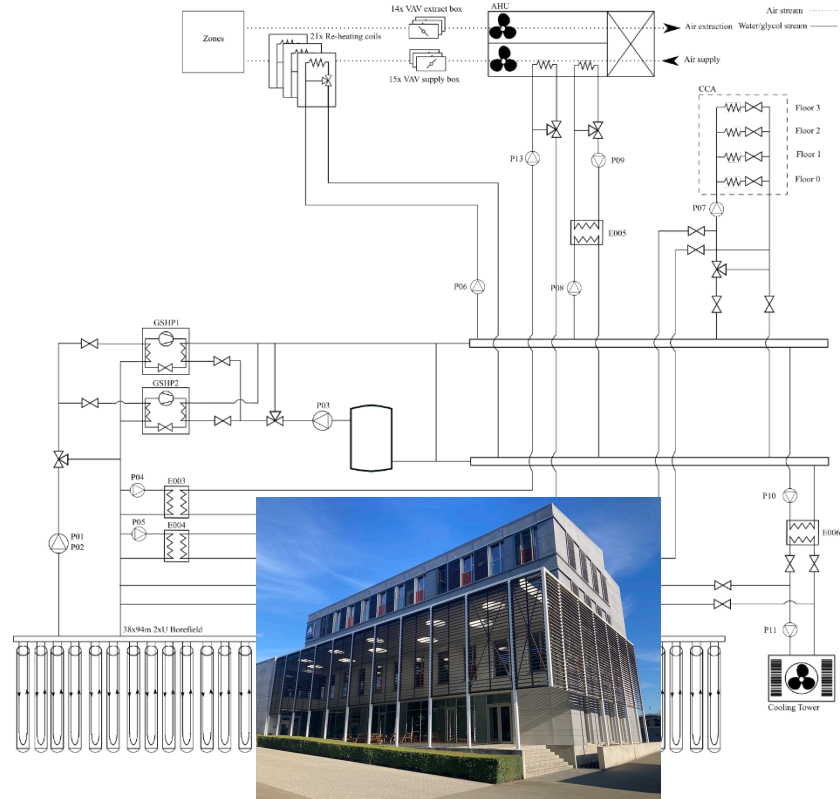 14x VAV extract box
AHU
Air stream
Water/glycol stream
Zones
21x Re-heating coils
Air extraction
15x VAV supply box
Air supply
CCA
Floor 3
Floor 2
Floor 1
Floor 0
P13
P09
P07
E005
P06
P08
GSHP1
GSHP2
P03
P04
E003
P05
E004
P01
P02
P10
E006
P11
38x94m 2xU Borefield
Cooling Tower